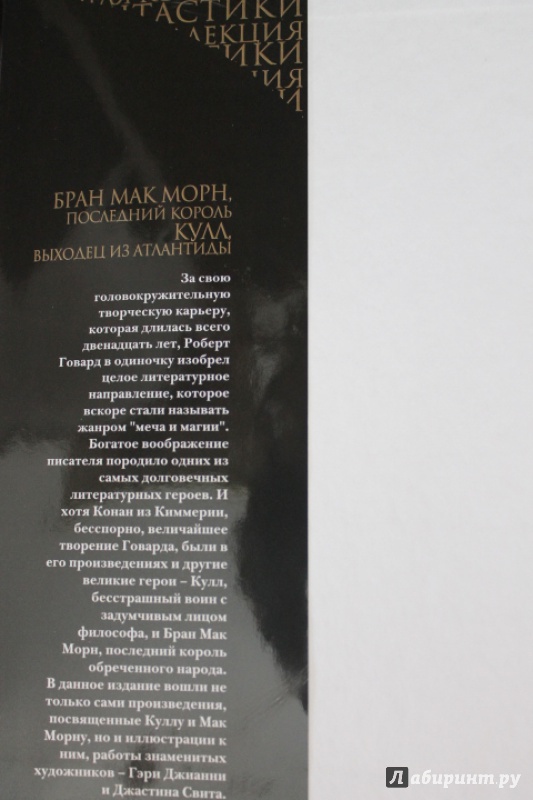 ТАСТИКИ
ЛЕКЦИЯ
ТИКИ
ЦИЯ
БРАН МАК МОРН,
ПОСЛЕДНИЙ КОРОЛЬ
КУЛЛ,
ВЫХОДЕЦ ИЗ АТЛАНТИДЫ
За свою
головокружительную
творческую карьеру,
которая длилась всего
двенадцать лет, Роберт
Говард в одиночку изобрел
целое литературное
направление, которое
вскоре стали называть
жанром "меча и магии".
Богатое воображение
писателя породило одних из
самых долговечных
литературных героев. И
хотя Конан из Киммерии,
бесспорно, величайшее
творение Говарда, были в
его произведениях и другие
великие герои – Кулл,
бесстрашный воин с
задумчивым лицом
философа, и Бран Мак
Морн, последний король
обреченного народа.
В данное издание вошли не
только сами произведения,
посвященные Куллу и Мак
Морну, но и иллюстрации к
ним, работы знаменитых
художников – Гэри Джианни
и Джастина Свита.
Лабиринт.ру